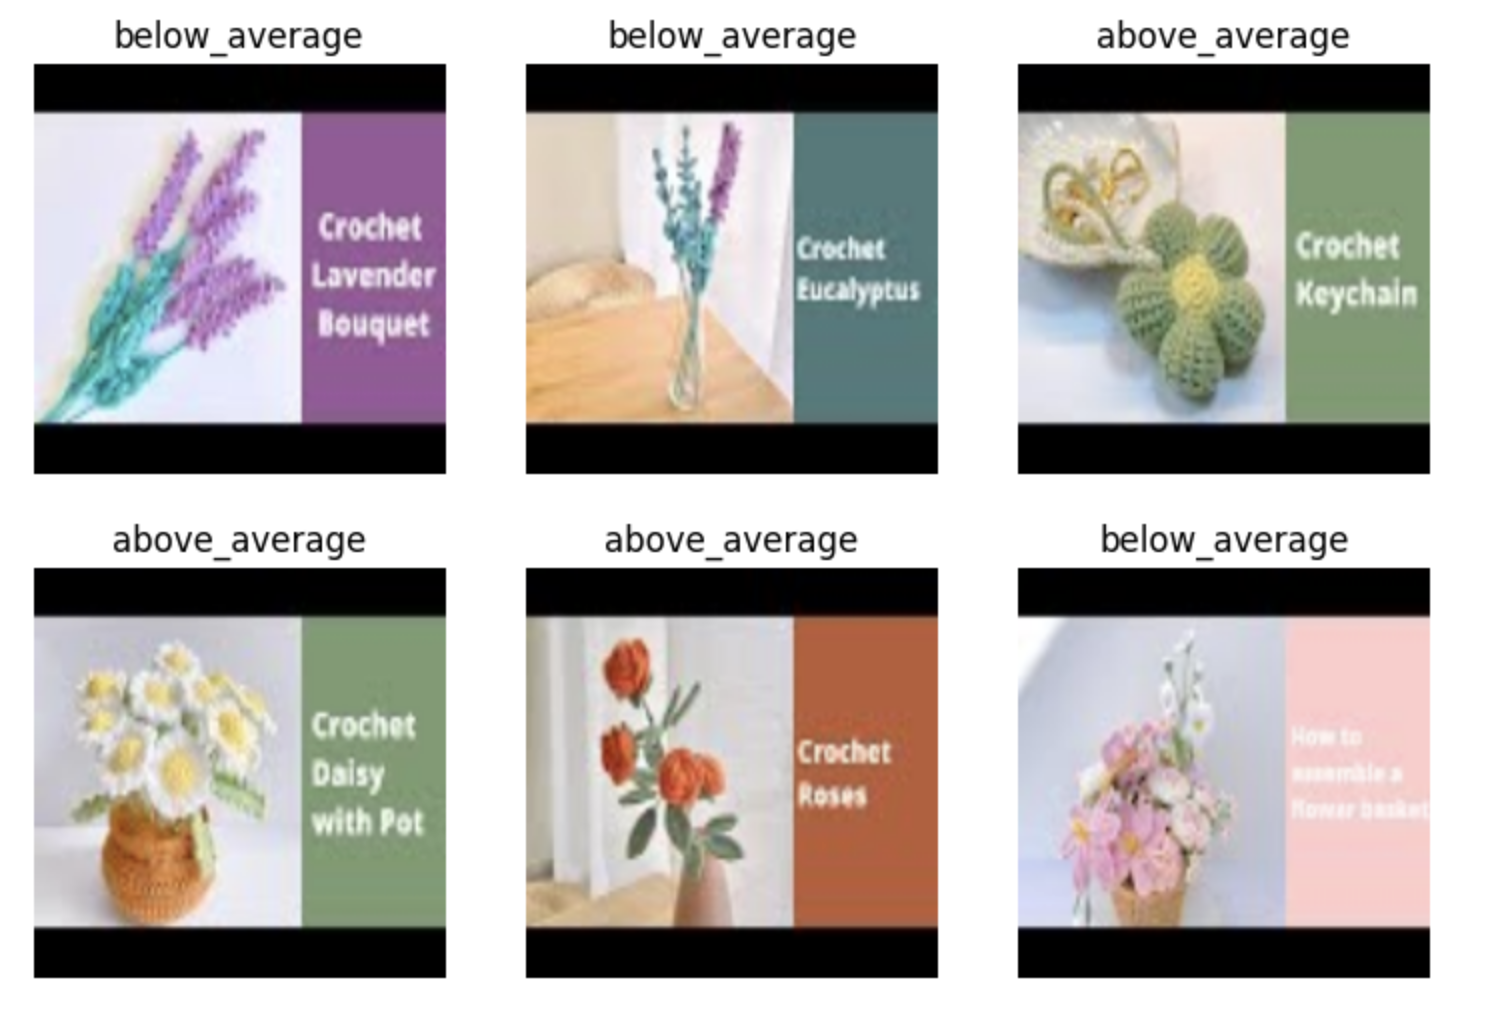 below_average
below_average
above_average
Crochet
Lavender
Bouquet
Crochet
Eucalyptus
Crochet
Keychain
above_average
above_average
below_average
Crochet
Daisy
with Pot
Crochet
Roses
How to
assemble a
flower basket